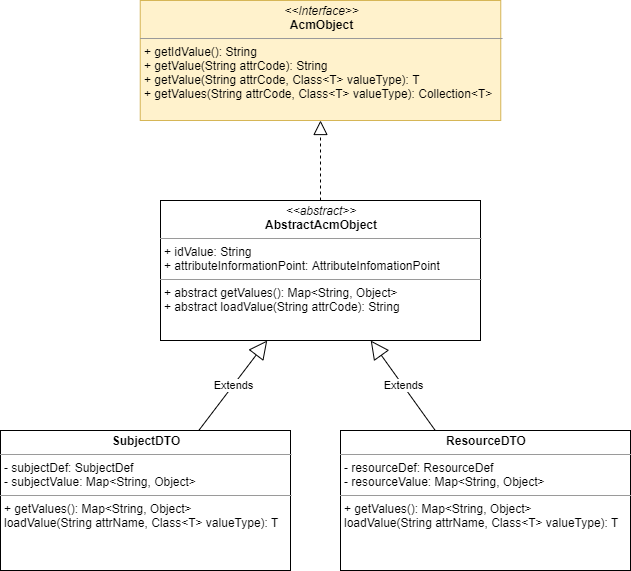 <<Interface>>
AcmObject
+ getIdValue(): String
+ getValue(String attrCode): String
+ getValue(String attrCode, Class<T> valueType): T
+ getValues(String attrCode, Class<T> valueType): Collection<T>
<<abstract>>
AbstractAcmObject
+ idValue: String
+ attributeInformationPoint: AttributeInfomationPoint
+ abstract getValues(): Map<String, Object>
+ abstract loadValue(String attrCode): String
Extends
Extends
SubjectDTO
- subjectDef: SubjectDef
- subjectValue: Map<String, Object>
+ getValues(): Map<String, Object>
loadValue(String attrName, Class<T> valueType): T
ResourceDTO
- resourceDef: ResourceDef
- resourceValue: Map<String, Object>
+ getValues(): Map<String, Object>
loadValue(String attrName, Class<T> valueType): T